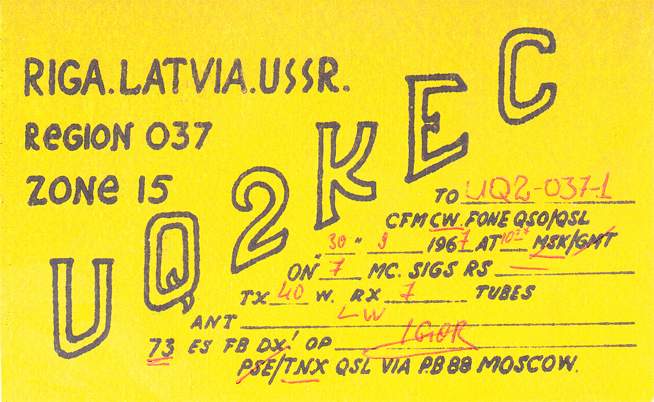 RIGA. LATVIA. USSR.
REGION 037
ZONE 15
UQ2KEC
TO UQ2-037-1
CFM CW FONE QSO/QSL
"30" 9 1967 AT MSK/GMT
ON 7 MC. SIGS RS
TX 40 W. RX 7 TUBES
ANT LW
73 ES FB DX! OP IGOR
PSE/TNX QSL VIA P.B 88 MOSCOW.